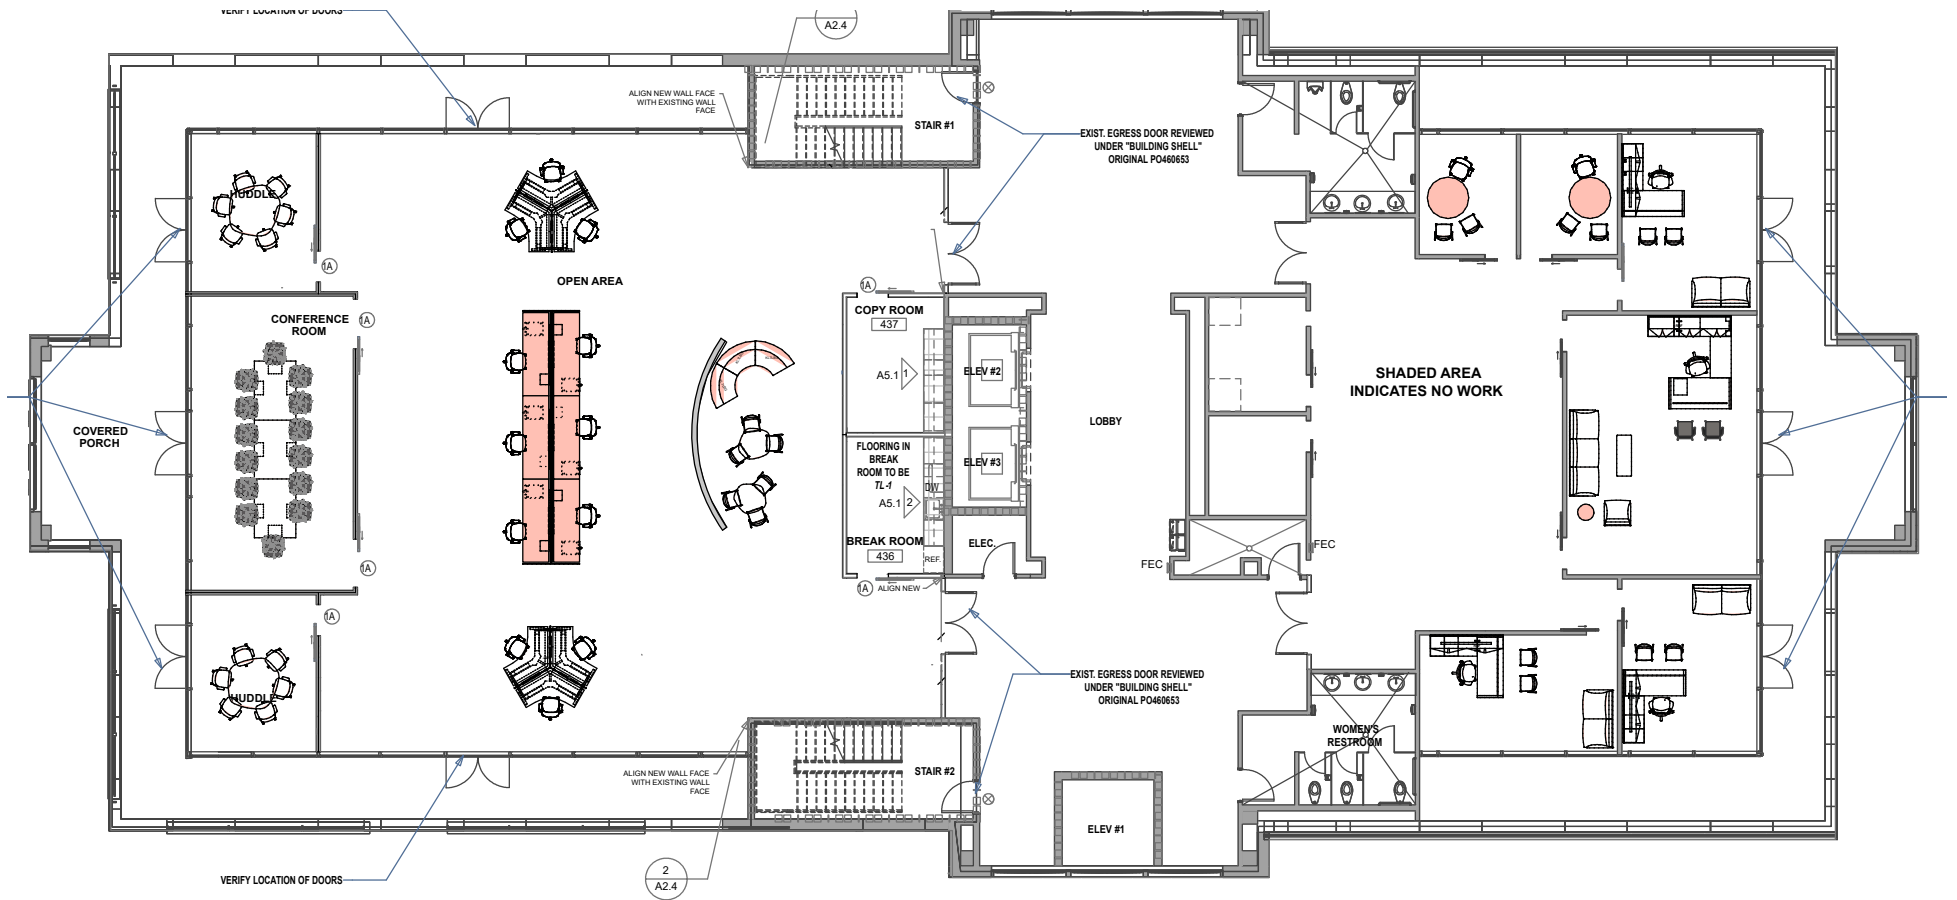 VERIFY LOCATION OF DOORS
A2.4
ALIGN NEW WALL FACE
WITH EXISTING WALL
FACE
STAIR #1
EXIST. EGRESS DOOR REVIEWED
UNDER "BUILDING SHELL"
ORIGINAL PO460653
HUDDLE
1A
OPEN AREA
1A
COPY ROOM
437
CONFERENCE
ROOM
1A
A5.1
1
ELEV #2
SHADED AREA
INDICATES NO WORK
LOBBY
COVERED
PORCH
FLOORING IN
BREAK
ROOM TO BE
TL-1
ELEV #3
DW
A5.1
2
BREAK ROOM
436
REF.
ELEC.
FEC
FEC
1A
1A
ALIGN NEW
1A
HUDDLE
EXIST. EGRESS DOOR REVIEWED
UNDER "BUILDING SHELL"
ORIGINAL PO460653
WOMEN'S
RESTROOM
ALIGN NEW WALL FACE
WITH EXISTING WALL
FACE
STAIR #2
ELEV #1
VERIFY LOCATION OF DOORS
2
A2.4